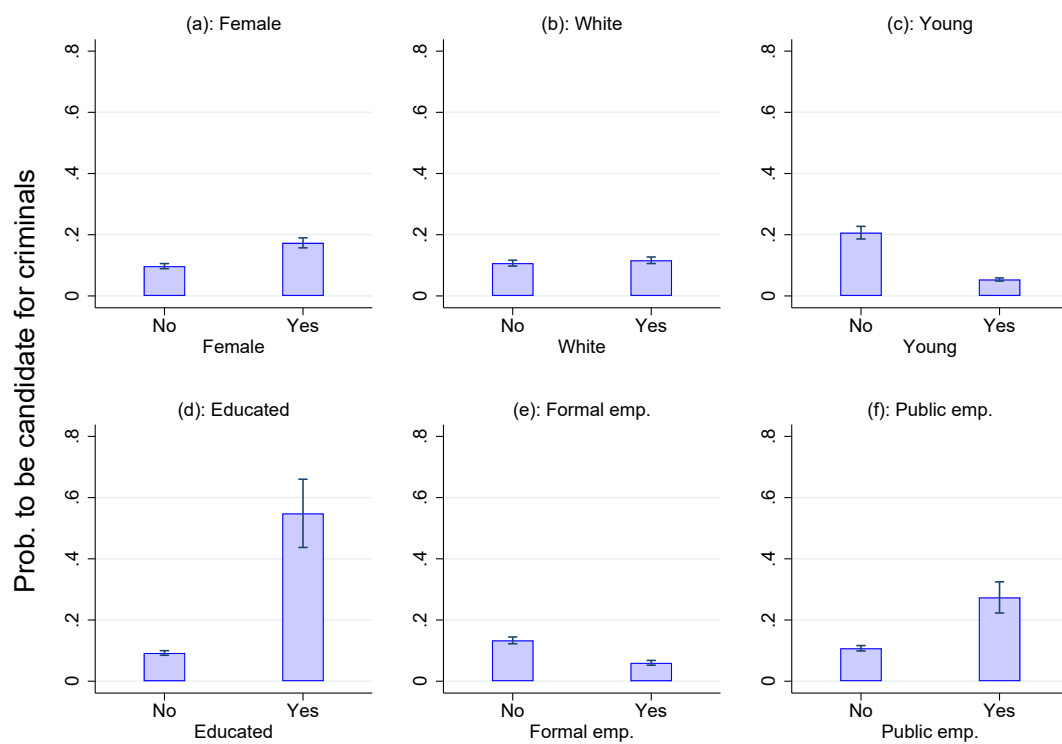 Prob. to be candidate for criminals
(a): Female
.8
.6
.4
.2
0
No Yes
Female
(b): White
.8
.6
.4
.2
0
No Yes
White
(c): Young
.8
.6
.4
.2
0
No Yes
Young
(d): Educated
.8
.6
.4
.2
0
No Yes
Educated
(e): Formal emp.
.8
.6
.4
.2
0
No Yes
Formal emp.
(f): Public emp.
.8
.6
.4
.2
0
No Yes
Public emp.